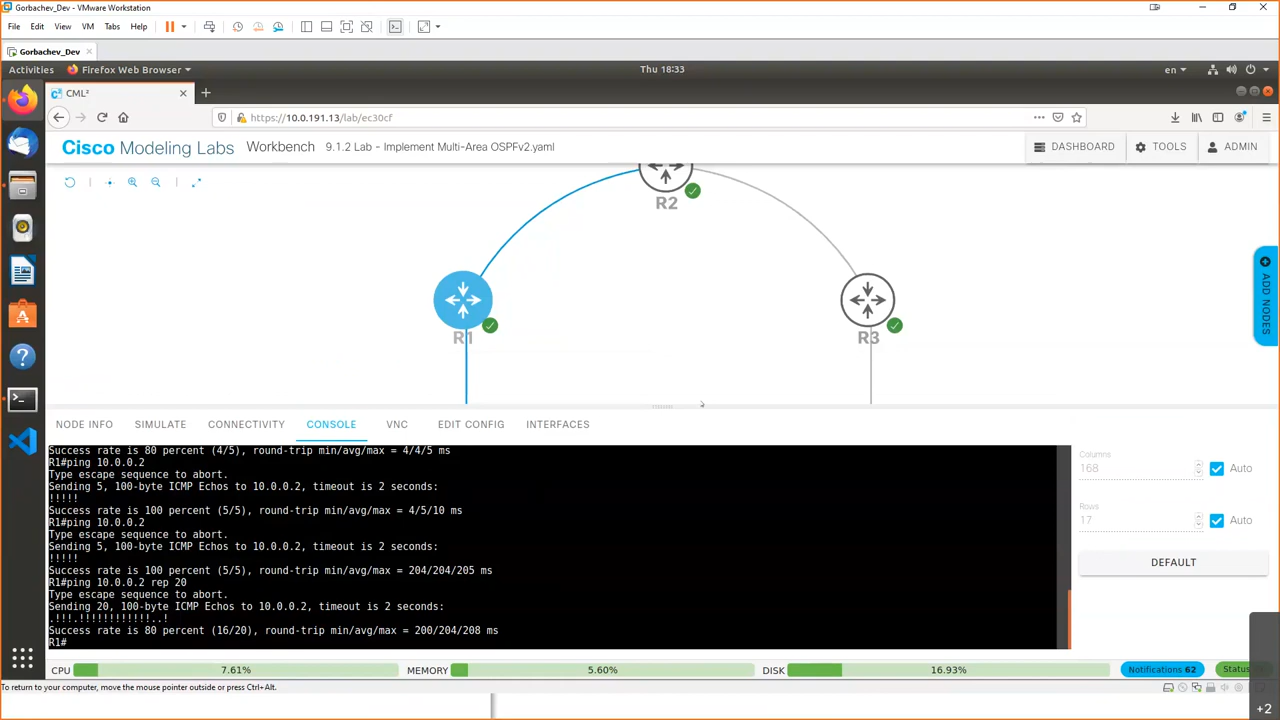 Gorbachev_Dev - VMware Workstation
File Edit View VM Tabs Help
Gorbachev_Dev
Activities Firefox Web Browser Thu 18:33 en
CML²
https://10.0.191.13/lab/ec30cf
Cisco Modeling Labs Workbench 9.1.2 Lab - Implement Multi-Area OSPFv2.yaml DASHBOARD TOOLS ADMIN
R2
R1
R3
ADD NODES
NODE INFO SIMULATE CONNECTIVITY CONSOLE VNC EDIT CONFIG INTERFACES
Success rate is 80 percent (4/5), round-trip min/avg/max = 4/4/5 ms
R1#ping 10.0.0.2
Type escape sequence to abort.
Sending 5, 100-byte ICMP Echos to 10.0.0.2, timeout is 2 seconds:
!!!!!
Success rate is 100 percent (5/5), round-trip min/avg/max = 4/5/10 ms
R1#ping 10.0.0.2
Type escape sequence to abort.
Sending 5, 100-byte ICMP Echos to 10.0.0.2, timeout is 2 seconds:
!!!!!
Success rate is 100 percent (5/5), round-trip min/avg/max = 204/204/205 ms
R1#ping 10.0.0.2 rep 20
Type escape sequence to abort.
Sending 20, 100-byte ICMP Echos to 10.0.0.2, timeout is 2 seconds:
.!!!.!!!!!!!!!!!!..!
Success rate is 80 percent (16/20), round-trip min/avg/max = 200/204/208 ms
R1#
Columns
168 Auto
Rows
17 Auto
DEFAULT
CPU 7.61% MEMORY 5.60% DISK 16.93% Notifications 62 Status
To return to your computer, move the mouse pointer outside or press Ctrl+Alt.
+2